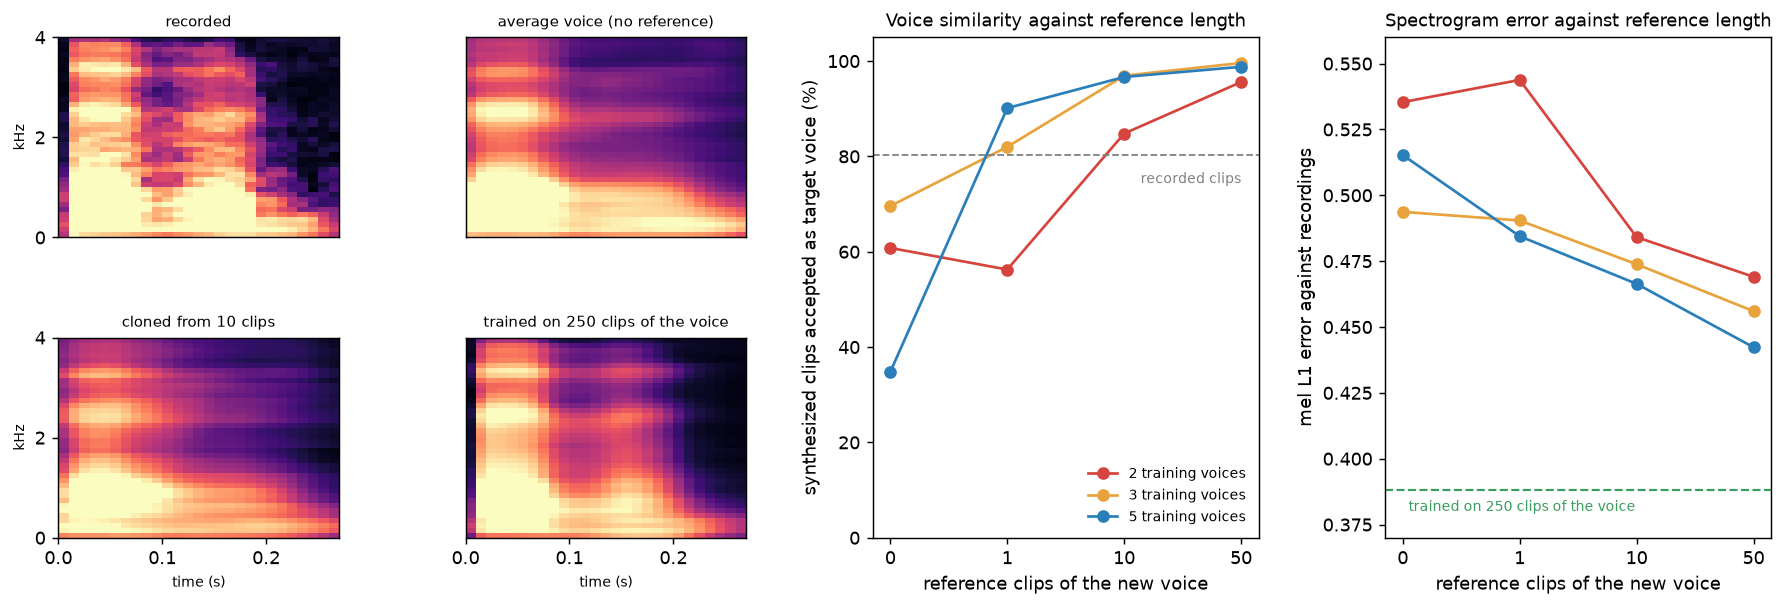 recorded
4
2
0
kHz
average voice (no reference)
cloned from 10 clips
4
2
0
kHz
0.0
0.1
0.2
time (s)
trained on 250 clips of the voice
0.0
0.1
0.2
time (s)
Voice similarity against reference length
synthesized clips accepted as target voice (%)
100
80
60
40
20
0
recorded clips
2 training voices
3 training voices
5 training voices
0
1
10
50
reference clips of the new voice
Spectrogram error against reference length
mel L1 error against recordings
0.550
0.525
0.500
0.475
0.450
0.425
0.400
0.375
trained on 250 clips of the voice
0
1
10
50
reference clips of the new voice